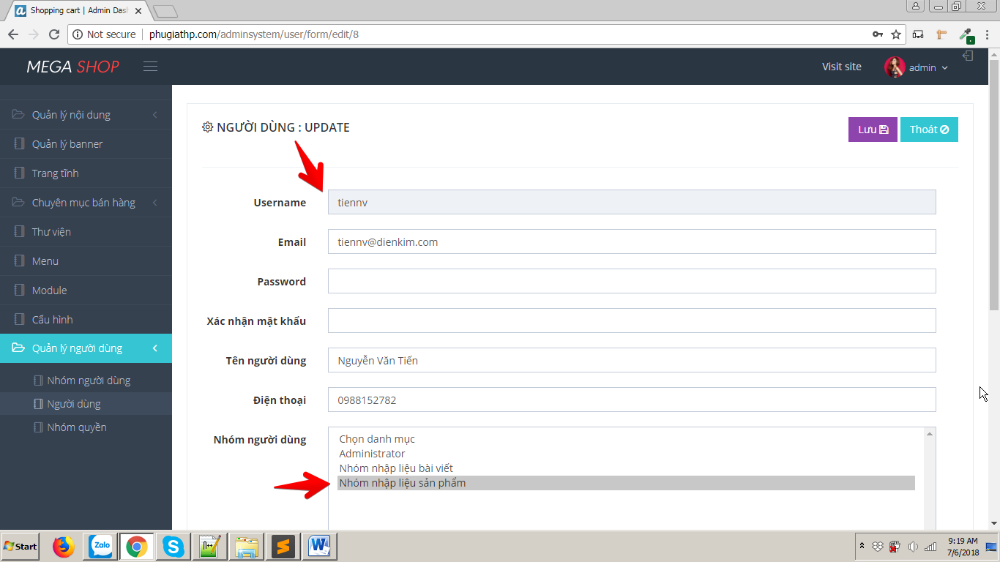 Shopping cart | Admin Das
Not secure
phugiathp.com/adminsystem/user/form/edit/8
MEGA SHOP
Visit site
admin
Quản lý nội dung
Quản lý banner
Trang tĩnh
Chuyên mục bán hàng
Thư viện
Menu
Module
Cấu hình
Quản lý người dùng
Nhóm người dùng
Người dùng
Nhóm quyền
NGƯỜI DÙNG : UPDATE
Lưu
Thoát
Username
tiennv
Email
tiennv@dienkim.com
Password
Xác nhận mật khẩu
Tên người dùng
Nguyễn Văn Tiến
Điện thoại
0988152782
Nhóm người dùng
Chọn danh mục
Administrator
Nhóm nhập liệu bài viết
Nhóm nhập liệu sản phẩm
Start
Zalo
9:19 AM
7/6/2018